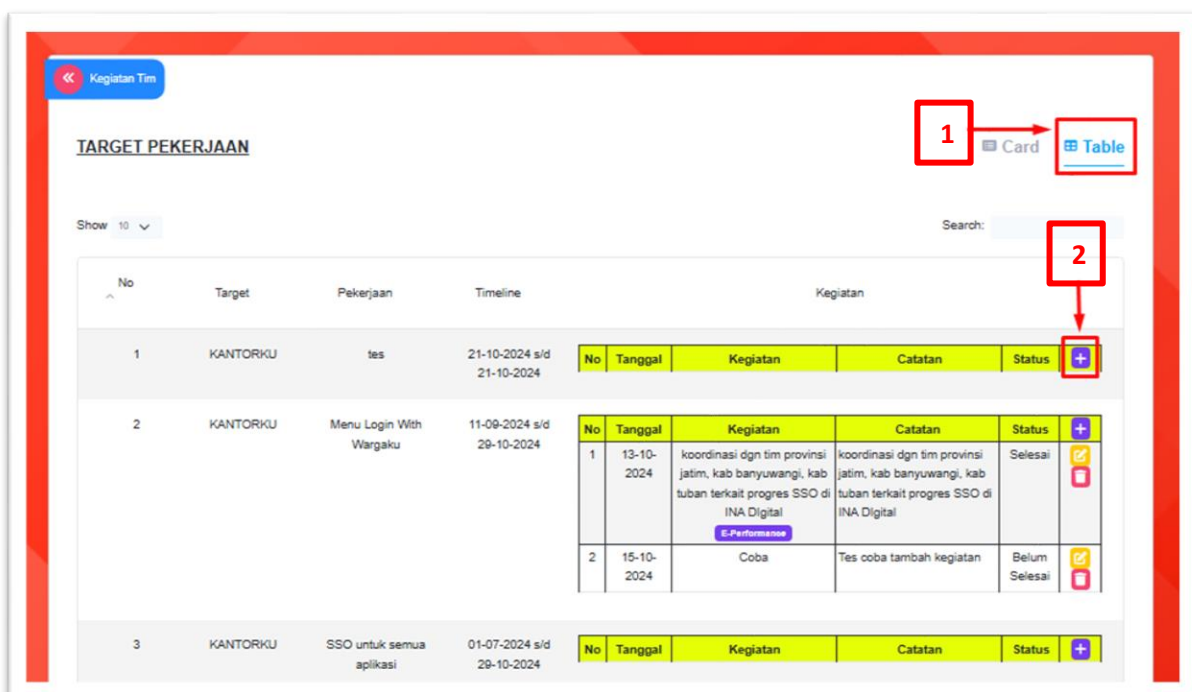 Kegiatan Tim
1
TARGET PEKERJAAN
Card
Table
Show 10
Search:
2
No
Target
Pekerjaan
Timeline
Kegiatan
1
KANTORKU
tes
21-10-2024 s/d
21-10-2024
No Tanggal Kegiatan Catatan Status +
2
KANTORKU
Menu Login With
Wargaku
11-09-2024 s/d
29-10-2024
No Tanggal Kegiatan Catatan Status +
1
13-10-
2024
koordinasi dgn tim provinsi
jatim, kab banyuwangi, kab
tuban terkait progres SSO di
INA DIgital
E-Performance
koordinasi dgn tim provinsi
jatim, kab banyuwangi, kab
tuban terkait progres SSO di
INA DIgital
Selesai
2
15-10-
2024
Coba
Tes coba tambah kegiatan
Belum
Selesai
3
KANTORKU
SSO untuk semua
aplikasi
01-07-2024 s/d
29-10-2024
No Tanggal Kegiatan Catatan Status +